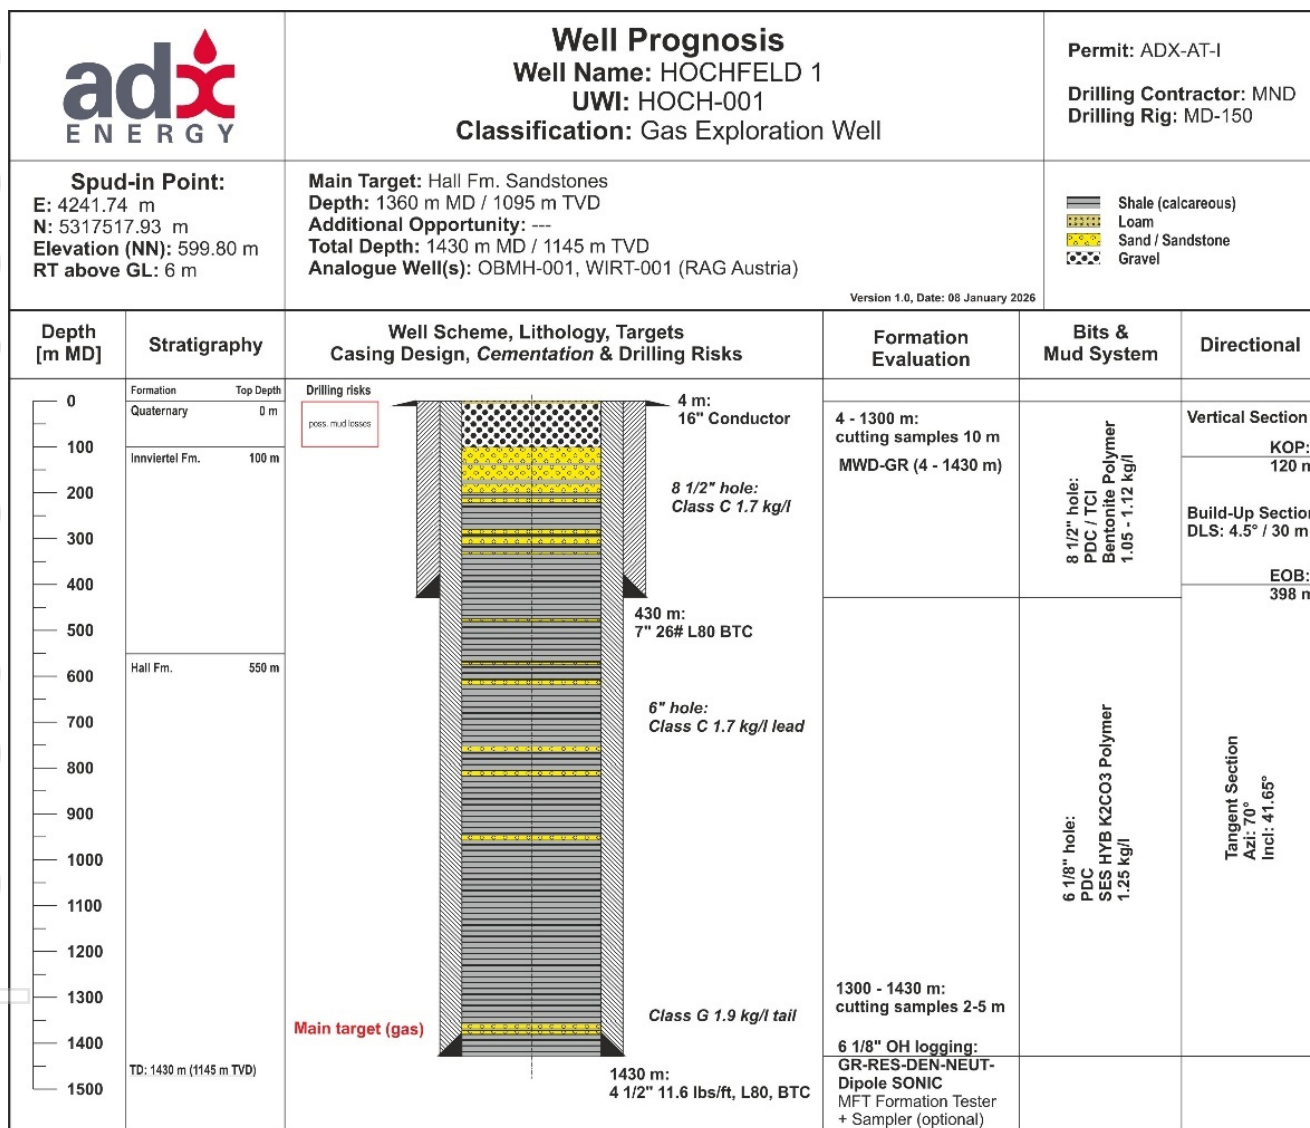 adx
ENERGY
Well Prognosis
Well Name: HOCHFELD 1
UWI: HOCH-001
Classification: Gas Exploration Well
Permit: ADX-AT-I
Drilling Contractor: MND
Drilling Rig: MD-150
Spud-in Point:
E: 4241.74 m
N: 5317517.93 m
Elevation (NN): 599.80 m
RT above GL: 6 m
Main Target: Hall Fm. Sandstones
Depth: 1360 m MD / 1095 m TVD
Additional Opportunity: ---
Total Depth: 1430 m MD / 1145 m TVD
Analogue Well(s): OBMH-001, WIRT-001 (RAG Austria)
Version 1.0, Date: 08 January 2026
Shale (calcareous)
Loam
Sand / Sandstone
Gravel
Depth
[m MD]
Stratigraphy
Well Scheme, Lithology, Targets
Casing Design, Cementation & Drilling Risks
Formation
Evaluation
Bits &
Mud System
Directional
0
100
200
300
400
500
600
700
800
900
1000
1100
1200
1300
1400
1500
Formation Top Depth
Quaternary 0 m
Innviertel Fm. 100 m
Hall Fm. 550 m
TD: 1430 m (1145 m TVD)
Drilling risks
poss. mud losses
Main target (gas)
4 m:
16" Conductor
8 1/2" hole:
Class C 1.7 kg/l
430 m:
7" 26# L80 BTC
6" hole:
Class C 1.7 kg/l lead
Class G 1.9 kg/l tail
1430 m:
4 1/2" 11.6 lbs/ft, L80, BTC
4 - 1300 m:
cutting samples 10 m
MWD-GR (4 - 1430 m)
1300 - 1430 m:
cutting samples 2-5 m
6 1/8" OH logging:
GR-RES-DEN-NEUT-
Dipole SONIC
MFT Formation Tester
+ Sampler (optional)
8 1/2" hole:
PDC / TCI
Bentonite Polymer
1.05 - 1.12 kg/l
6 1/8" hole:
PDC
SES HYB K2CO3 Polymer
1.25 kg/l
Vertical Section
KOP:
120 m
Build-Up Section
DLS: 4.5° / 30 m
EOB:
398 m
Tangent Section
Azi: 70°
Incl: 41.65°